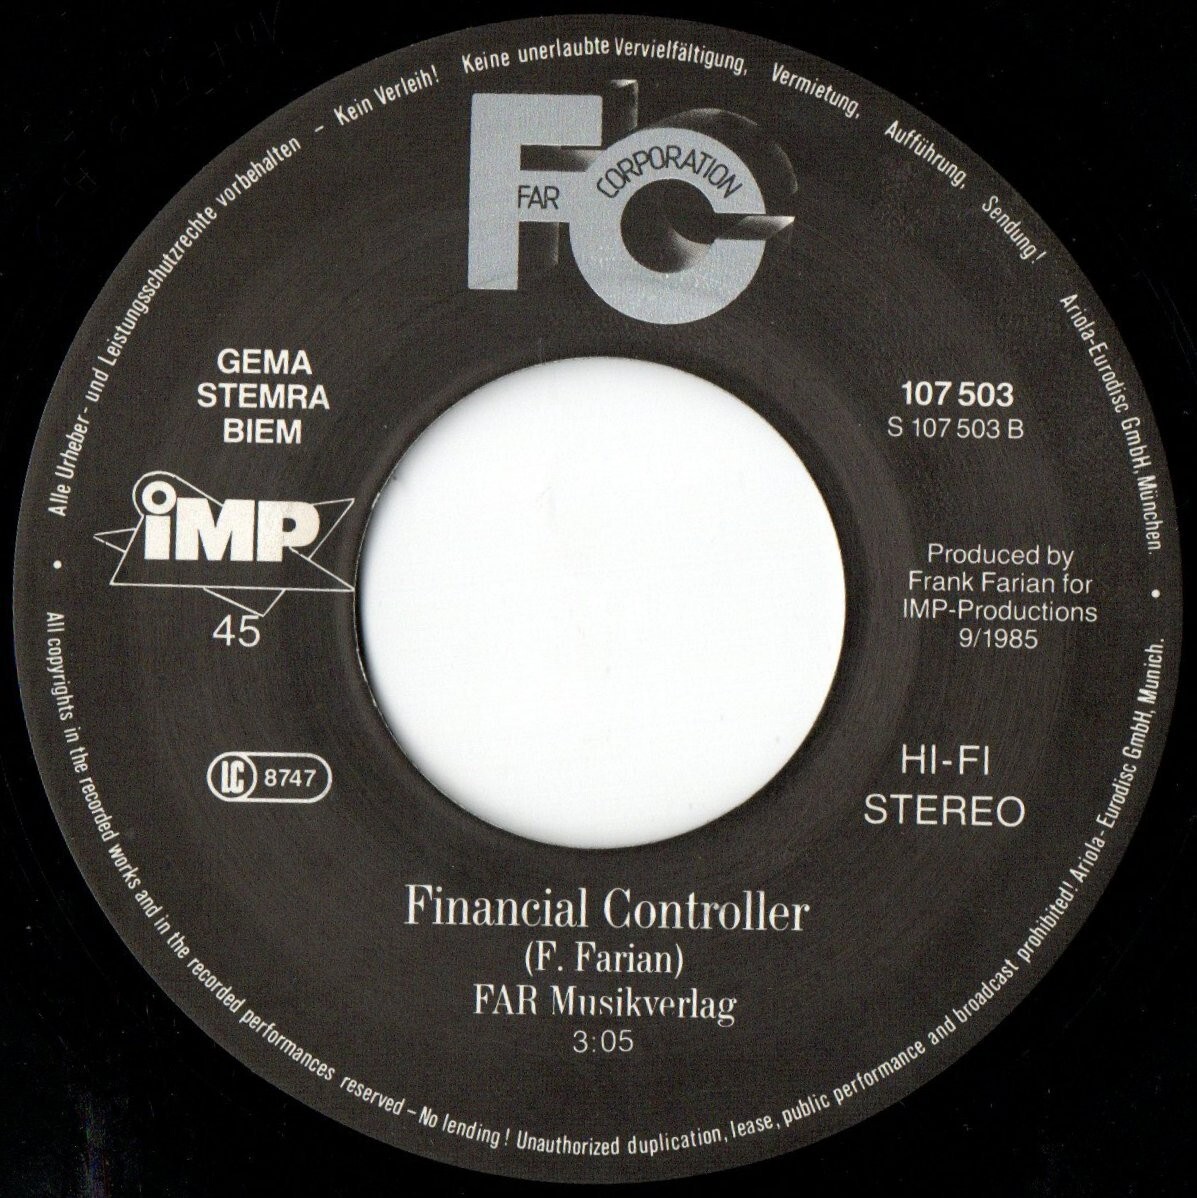 Alle Urheber- und Leistungsschutzrechte vorbehalten – Kein Verleih! Keine unerlaubte Vervielfältigung, Vermietung, Aufführung, Sendung! Ariola-Eurodisc GmbH, München.
FAR CORPORATION
FC
GEMA
STEMRA
BIEM
107 503
S 107 503 B
iMP
45
Produced by
Frank Farian for
IMP-Productions
9/1985
LC 8747
HI-FI
STEREO
Financial Controller
(F. Farian)
FAR Musikverlag
3:05
All copyrights in the recorded works and in the recorded performances reserved – No lending! Unauthorized duplication, lease, public performance and broadcast prohibited! Ariola-Eurodisc GmbH, Munich.